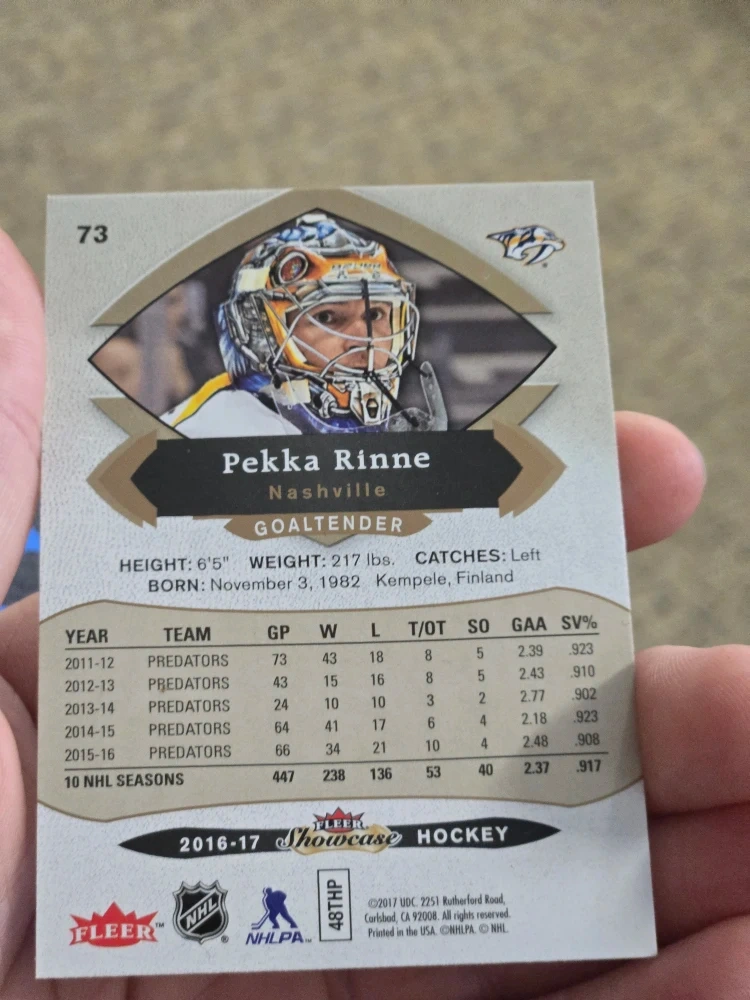 73
Pekka Rinne
Nashville
GOALTENDER
HEIGHT: 6'5" WEIGHT: 217 lbs. CATCHES: Left
BORN: November 3, 1982 Kempele, Finland
YEAR TEAM GP W L T/OT SO GAA SV%
2011-12 PREDATORS 73 43 18 8 5 2.39 .923
2012-13 PREDATORS 43 15 16 8 5 2.43 .910
2013-14 PREDATORS 24 10 10 3 2 2.77 .902
2014-15 PREDATORS 64 41 17 6 4 2.18 .923
2015-16 PREDATORS 66 34 21 10 4 2.48 .908
10 NHL SEASONS 447 238 136 53 40 2.37 .917
FLEER
2016-17 Showcase HOCKEY
FLEER™
NHL®
NHLPA™
48THP
©2017 UDC. 2251 Rutherford Road,
Carlsbad, CA 92008. All rights reserved.
Printed in the USA. ©NHLPA. © NHL.